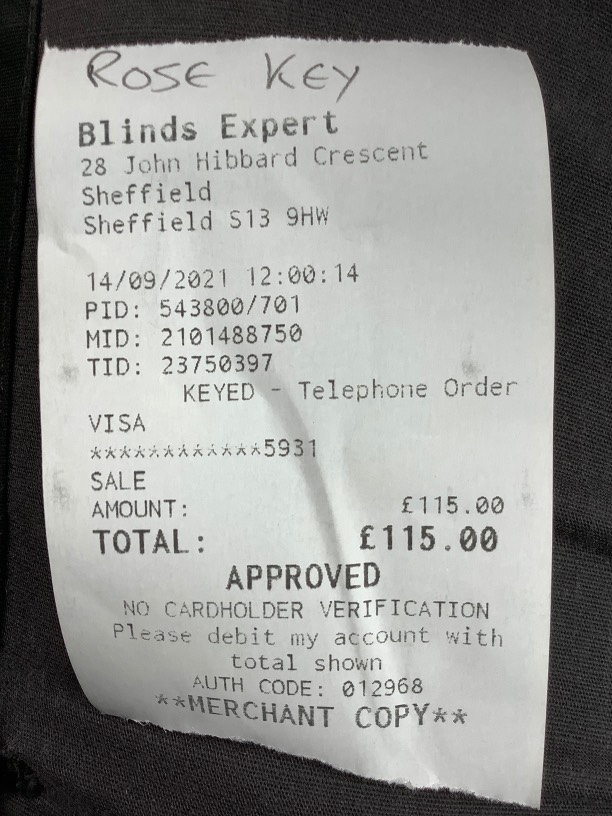 ROSE KEY
Blinds Expert
28 John Hibbard Crescent
Sheffield
Sheffield S13 9HW
14/09/2021 12:00:14
PID: 543800/701
MID: 2101488750
TID: 23750397
KEYED - Telephone Order
VISA
************5931
SALE
AMOUNT: £115.00
TOTAL: £115.00
APPROVED
NO CARDHOLDER VERIFICATION
Please debit my account with
total shown
AUTH CODE: 012968
**MERCHANT COPY**